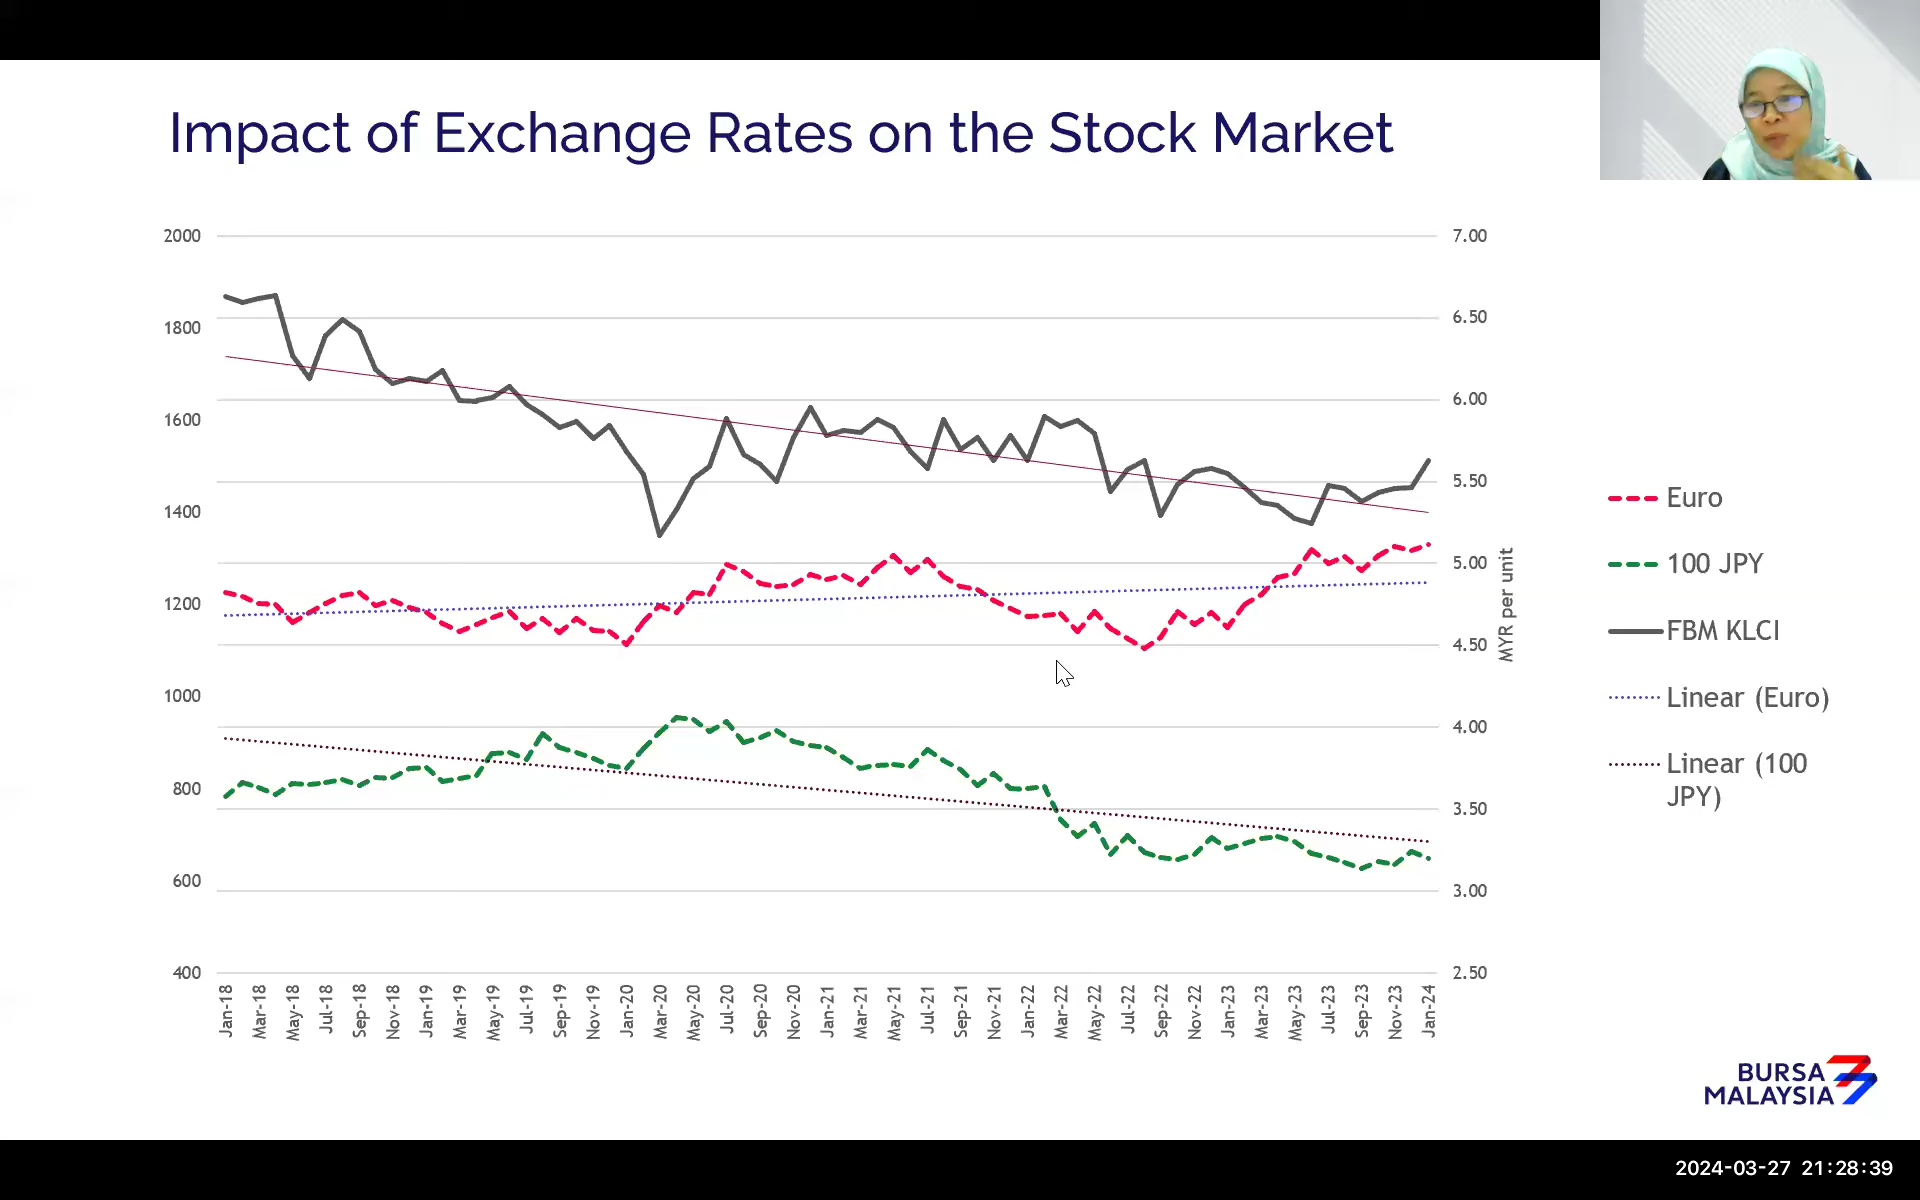 Impact of Exchange Rates on the Stock Market
2000
1800
1600
1400
1200
1000
800
600
400
7.00
6.50
6.00
5.50
5.00
4.50
4.00
3.50
3.00
2.50
MYR per unit
Jan-18
Mar-18
May-18
Jul-18
Sep-18
Nov-18
Jan-19
Mar-19
May-19
Jul-19
Sep-19
Nov-19
Jan-20
Mar-20
May-20
Jul-20
Sep-20
Nov-20
Jan-21
Mar-21
May-21
Jul-21
Sep-21
Nov-21
Jan-22
Mar-22
May-22
Jul-22
Sep-22
Nov-22
Jan-23
Mar-23
May-23
Jul-23
Sep-23
Nov-23
Jan-24
Euro
100 JPY
FBM KLCI
Linear (Euro)
Linear (100
JPY)
BURSA
MALAYSIA
2024-03-27 21:28:39